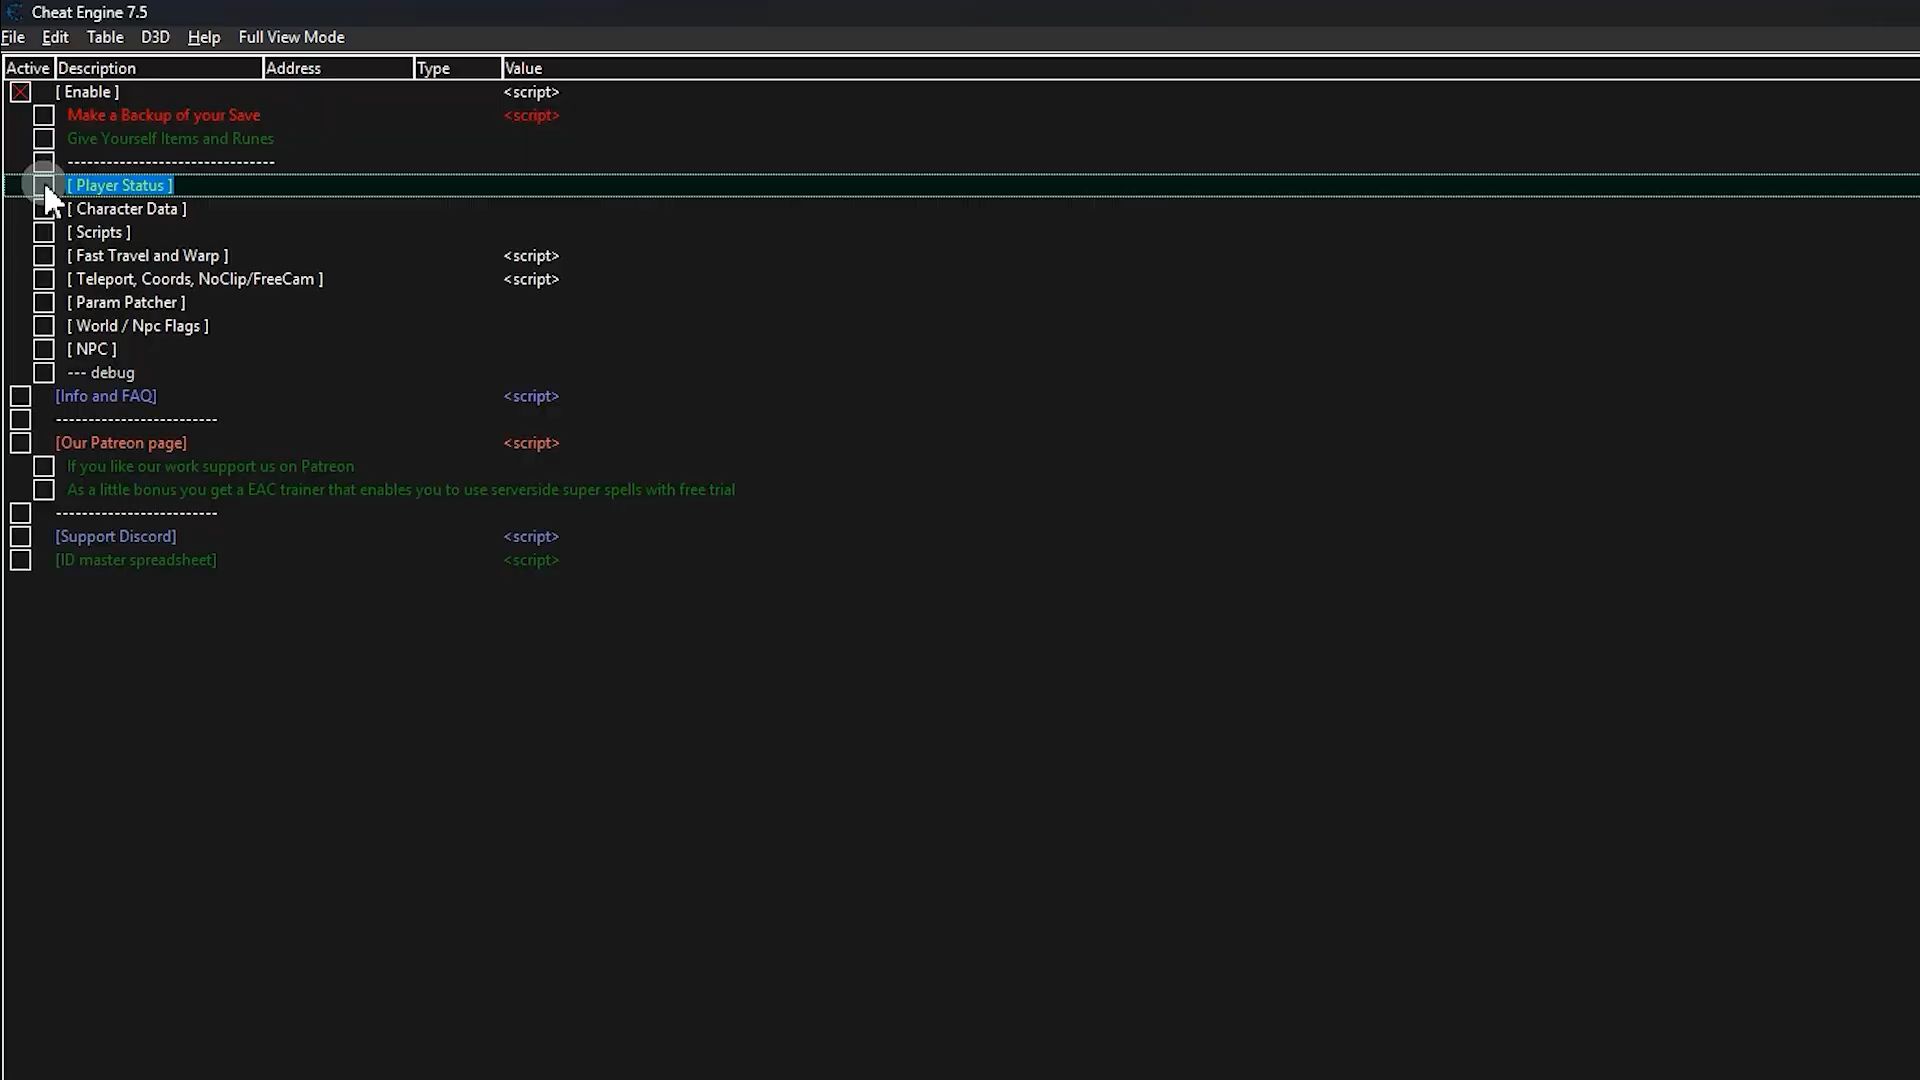 Cheat Engine 7.5
File Edit Table D3D Help Full View Mode
Active Description Address Type Value
[ Enable ] <script>
Make a Backup of your Save <script>
Give Yourself Items and Runes
--------------------------------
[ Player Status ]
[ Character Data ]
[ Scripts ]
[ Fast Travel and Warp ] <script>
[ Teleport, Coords, NoClip/FreeCam ] <script>
[ Param Patcher ]
[ World / Npc Flags ]
[ NPC ]
--- debug
[Info and FAQ] <script>
-------------------------
[Our Patreon page] <script>
If you like our work support us on Patreon
As a little bonus you get a EAC trainer that enables you to use serverside super spells with free trial
-------------------------
[Support Discord] <script>
[ID master spreadsheet] <script>